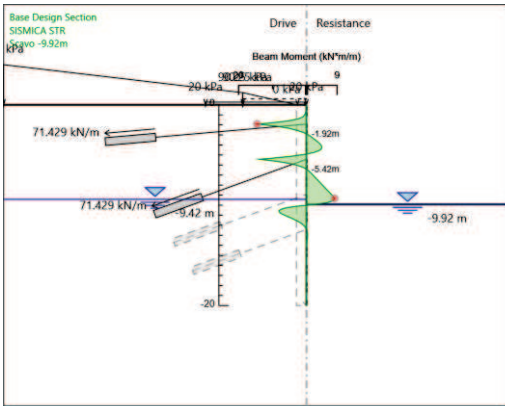 Base Design Section
SISMICA STR
Scavo -9.92m
Drive
Resistance
kPa
Beam Moment (kN*m/m)
9
20 kPa
0 kPa
20 kPa
-1.92m
71.429 kN/m
-5.42m
71.429 kN/m
-9.42 m
-9.92 m
-20